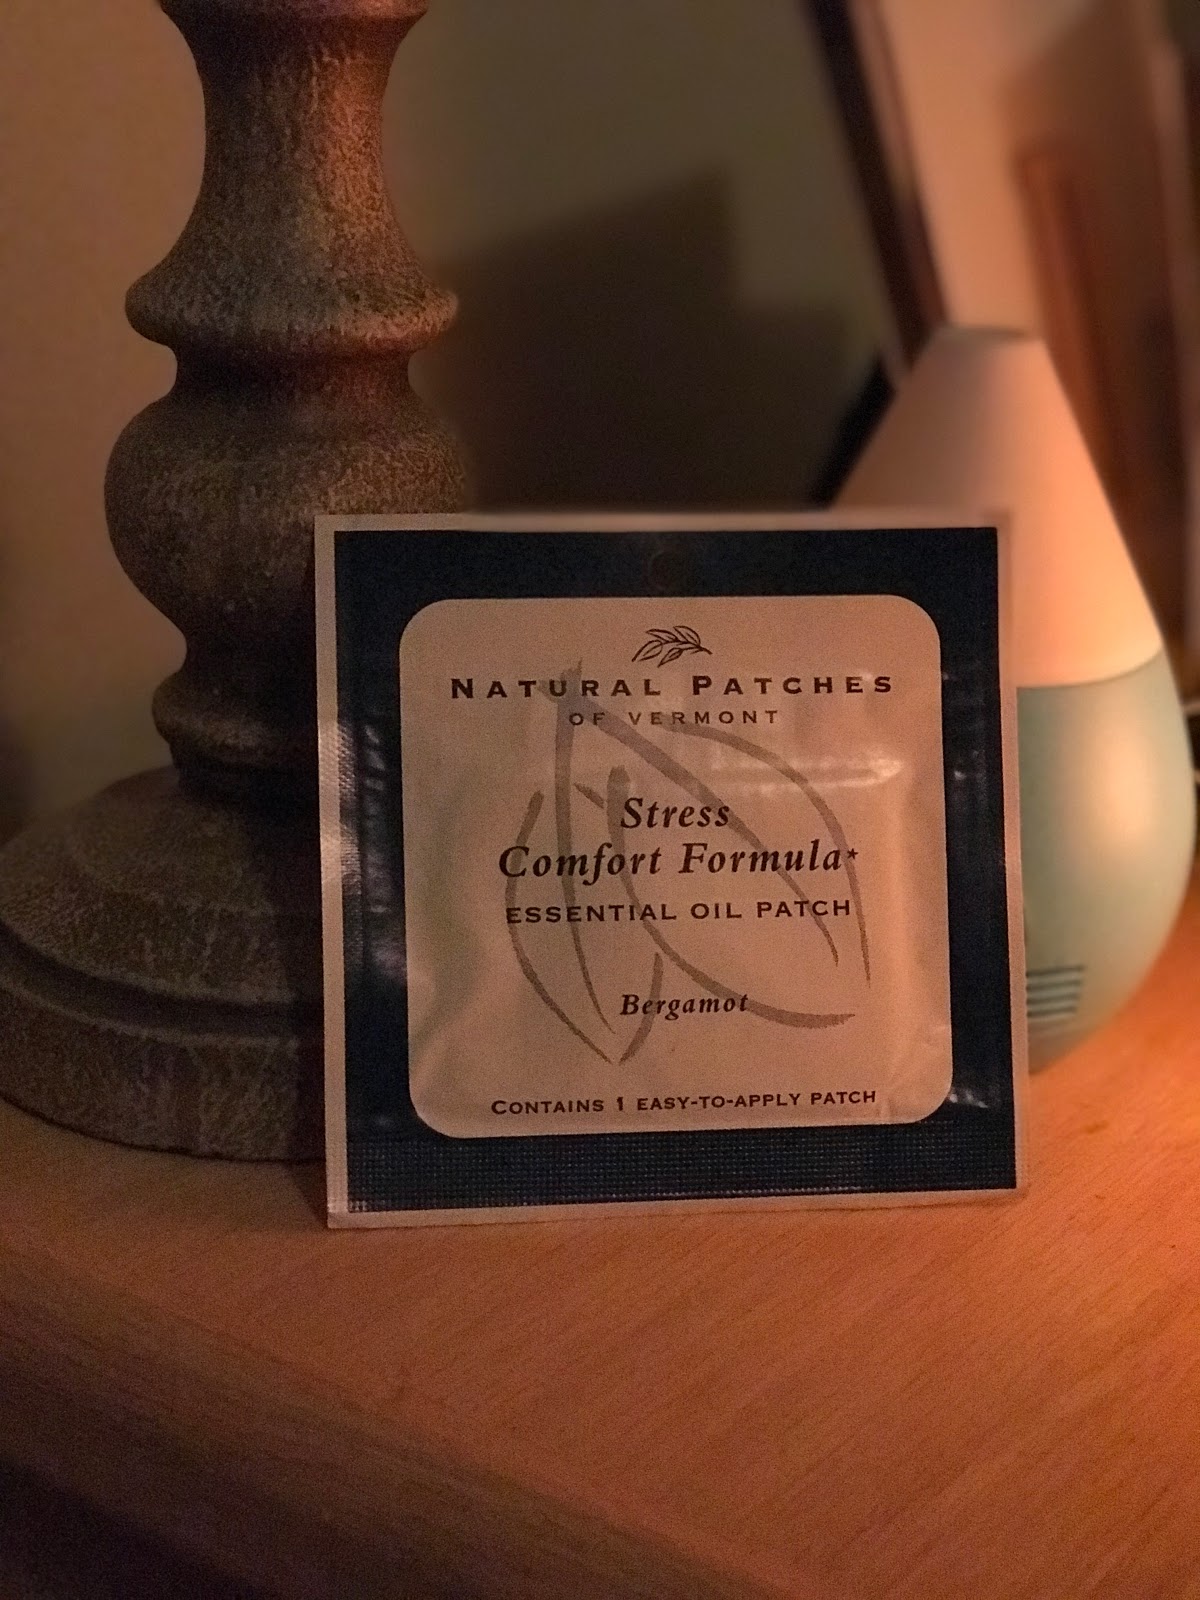 NATURAL PATCHES
OF VERMONT
Stress
Comfort Formula*
ESSENTIAL OIL PATCH
Bergamot
CONTAINS 1 EASY-TO-APPLY PATCH